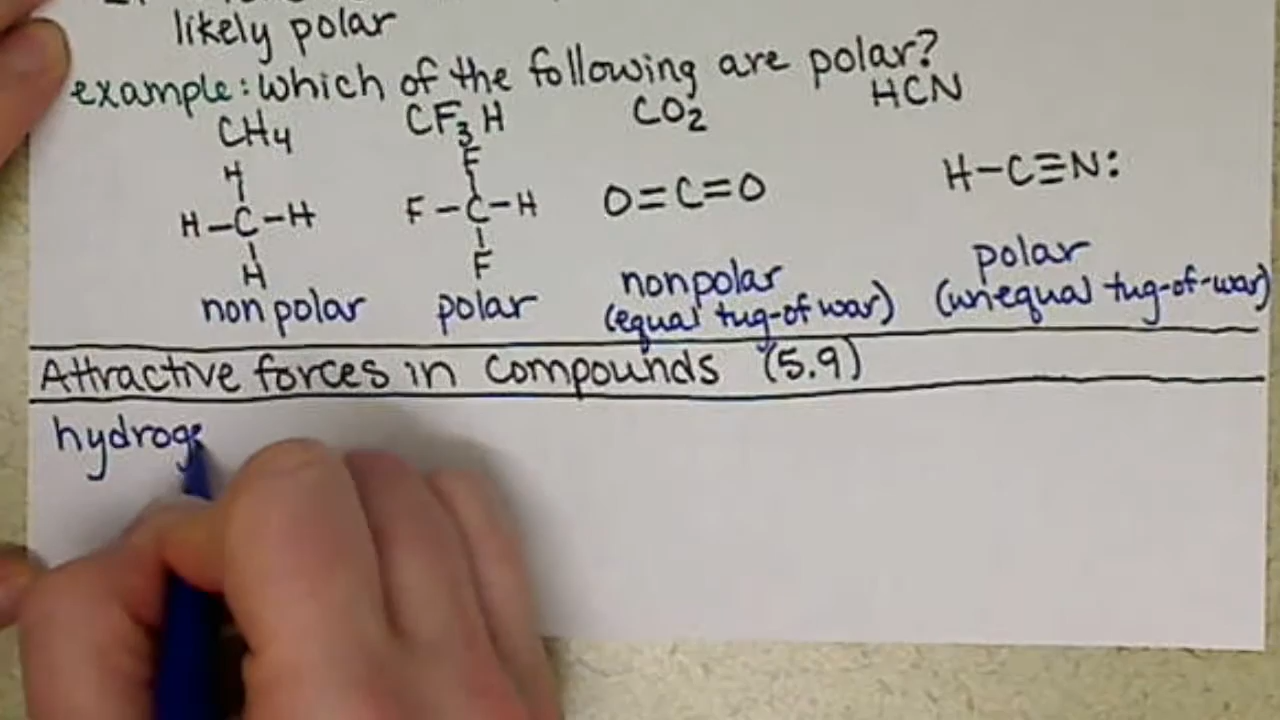 likely polar
example: which of the following are polar?
CH4 CF3H CO2 HCN
H F
H-C-H F-C-H O=C=O H-C≡N:
H F
nonpolar polar nonpolar polar
(equal tug-of war) (unequal tug-of-war)
Attractive forces in compounds (5.9)
hydroge